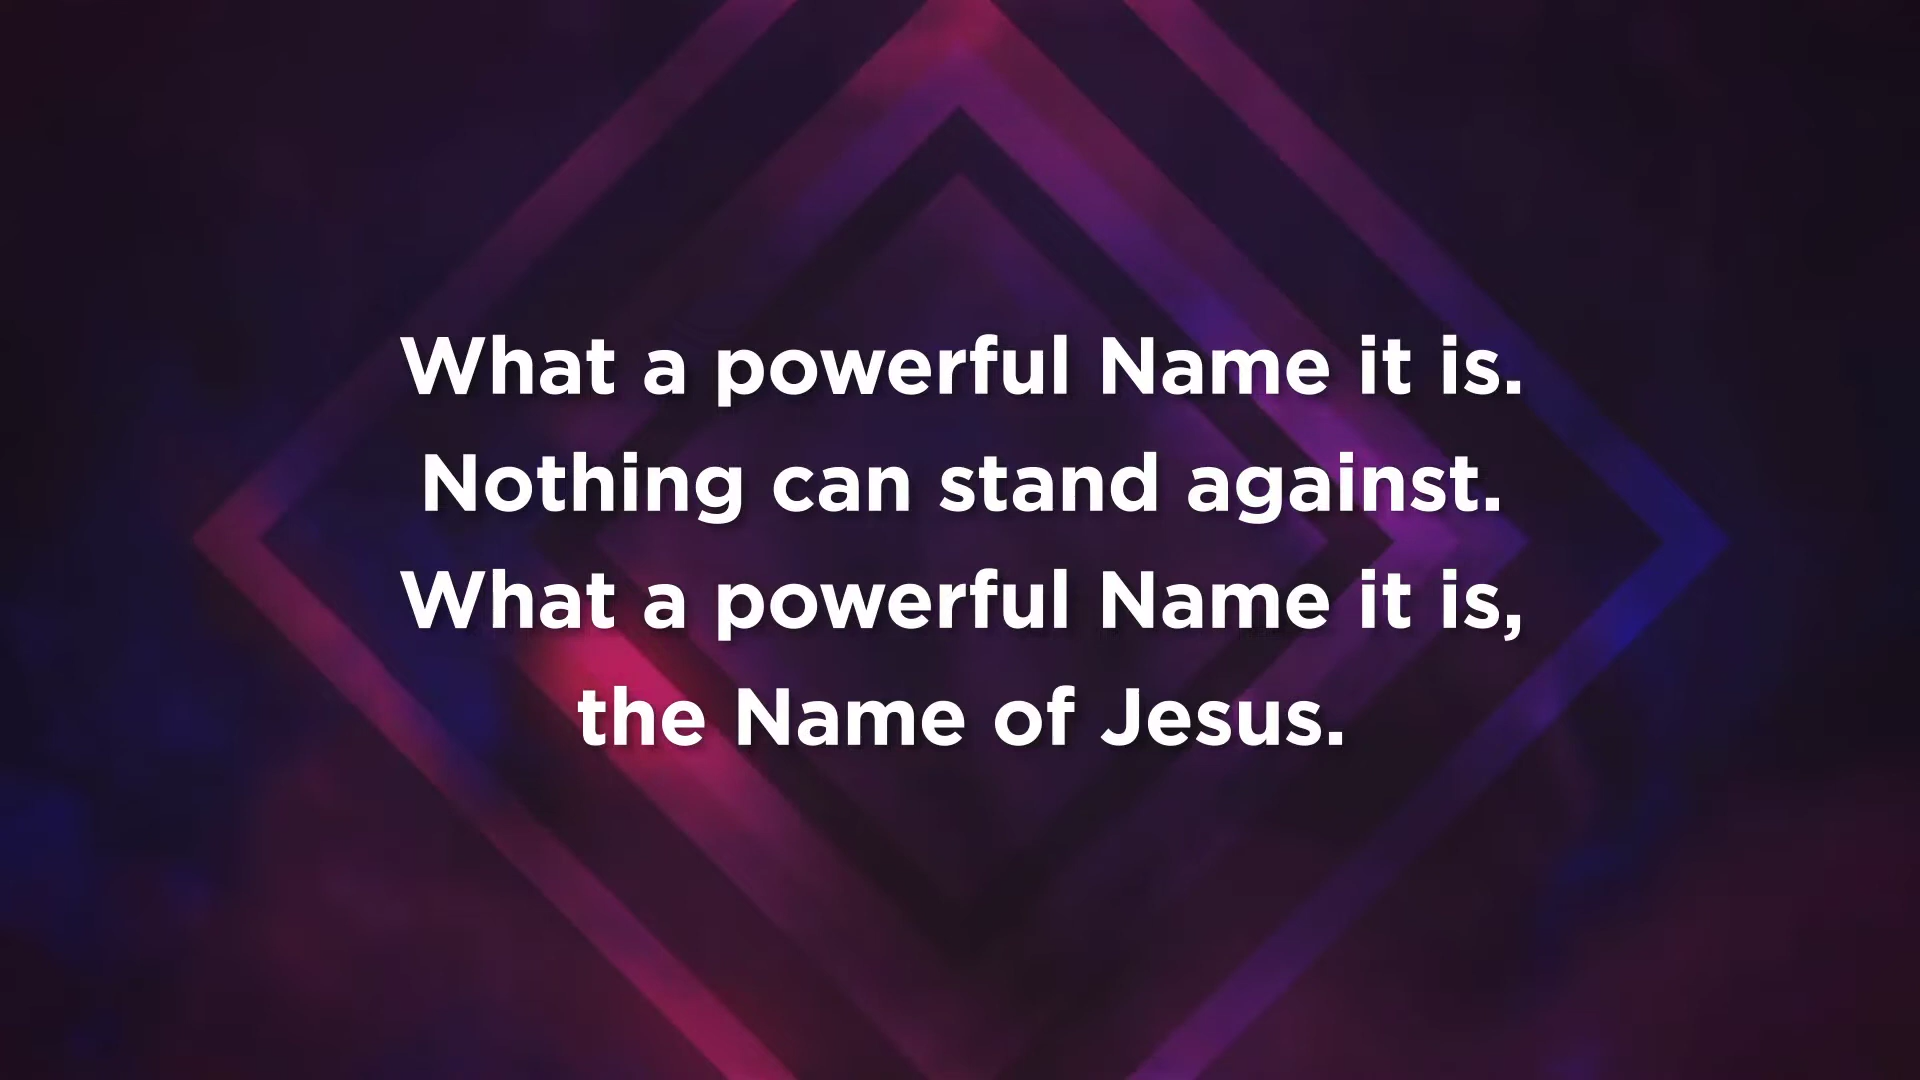 What a powerful Name it is.
Nothing can stand against.
What a powerful Name it is,
the Name of Jesus.